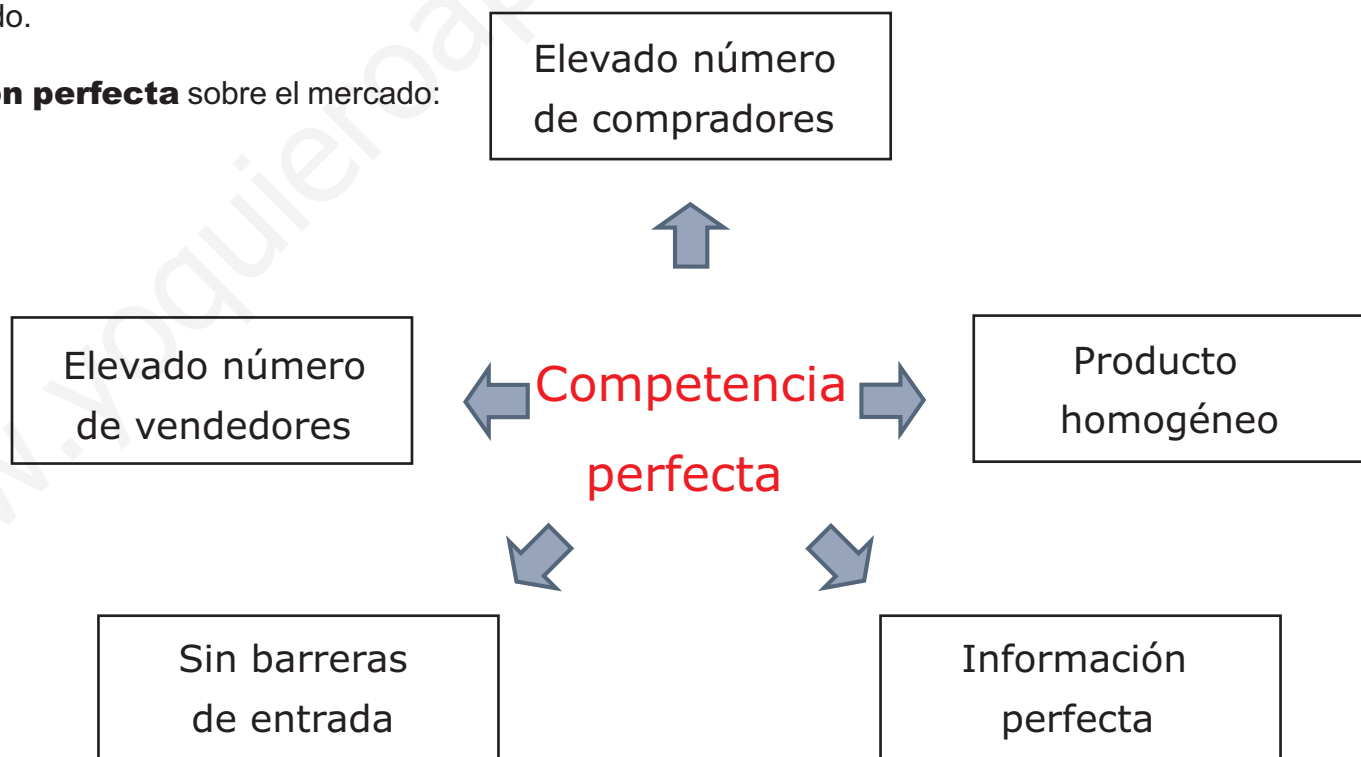 do.
ón perfecta sobre el mercado:
Elevado número
de compradores
Elevado número
de vendedores
Competencia
perfecta
Producto
homogéneo
Sin barreras
de entrada
Información
perfecta